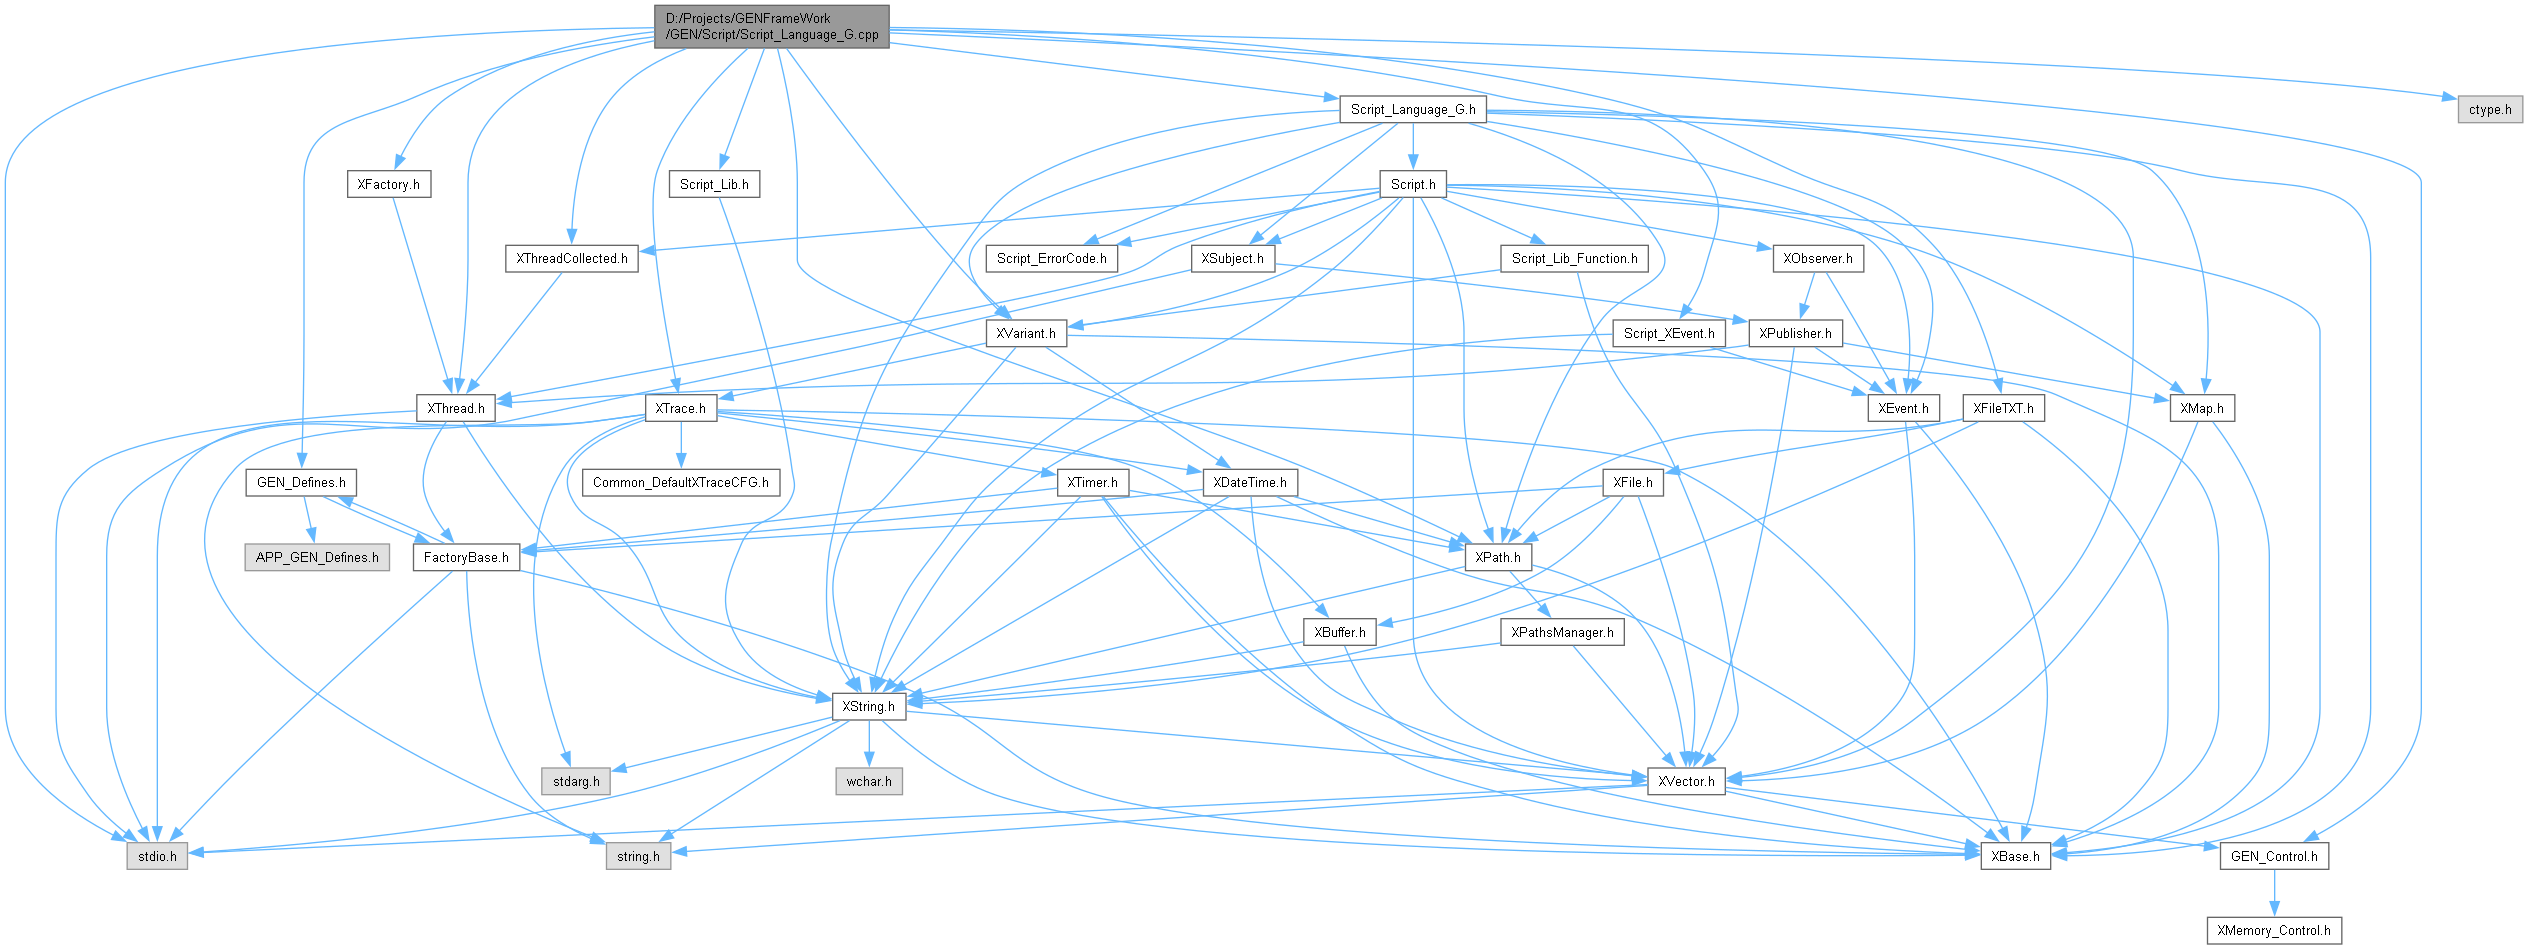 D:/Projects/GENFrameWork
/GEN/Script/Script_Language_G.cpp
Script_Language_G.h
ctype.h
XFactory.h
Script_Lib.h
Script.h
XThreadCollected.h
Script_ErrorCode.h
XSubject.h
Script_Lib_Function.h
XObserver.h
XVariant.h
Script_XEvent.h
XPublisher.h
XThread.h
XTrace.h
XEvent.h
XFileTXT.h
XMap.h
GEN_Defines.h
Common_DefaultXTraceCFG.h
XTimer.h
XDateTime.h
XFile.h
APP_GEN_Defines.h
FactoryBase.h
XPath.h
XBuffer.h
XPathsManager.h
XString.h
stdarg.h
wchar.h
XVector.h
stdio.h
string.h
XBase.h
GEN_Control.h
XMemory_Control.h